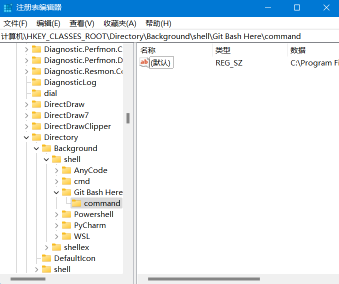 注册表编辑器
文件(F) 编辑(E) 查看(V) 收藏夹(A) 帮助(H)
计算机\HKEY_CLASSES_ROOT\Directory\Background\shell\Git Bash Here\command
Diagnostic.Perfmon.C
Diagnostic.Perfmon.D
Diagnostic.Resmon.Co
DiagnosticLog
dial
DirectDraw
DirectDraw7
DirectDrawClipper
Directory
Background
shell
AnyCode
cmd
Git Bash Here
command
Powershell
PyCharm
WSL
shellex
DefaultIcon
shell
名称 类型 数据
ab (默认) REG_SZ C:\Program Fi